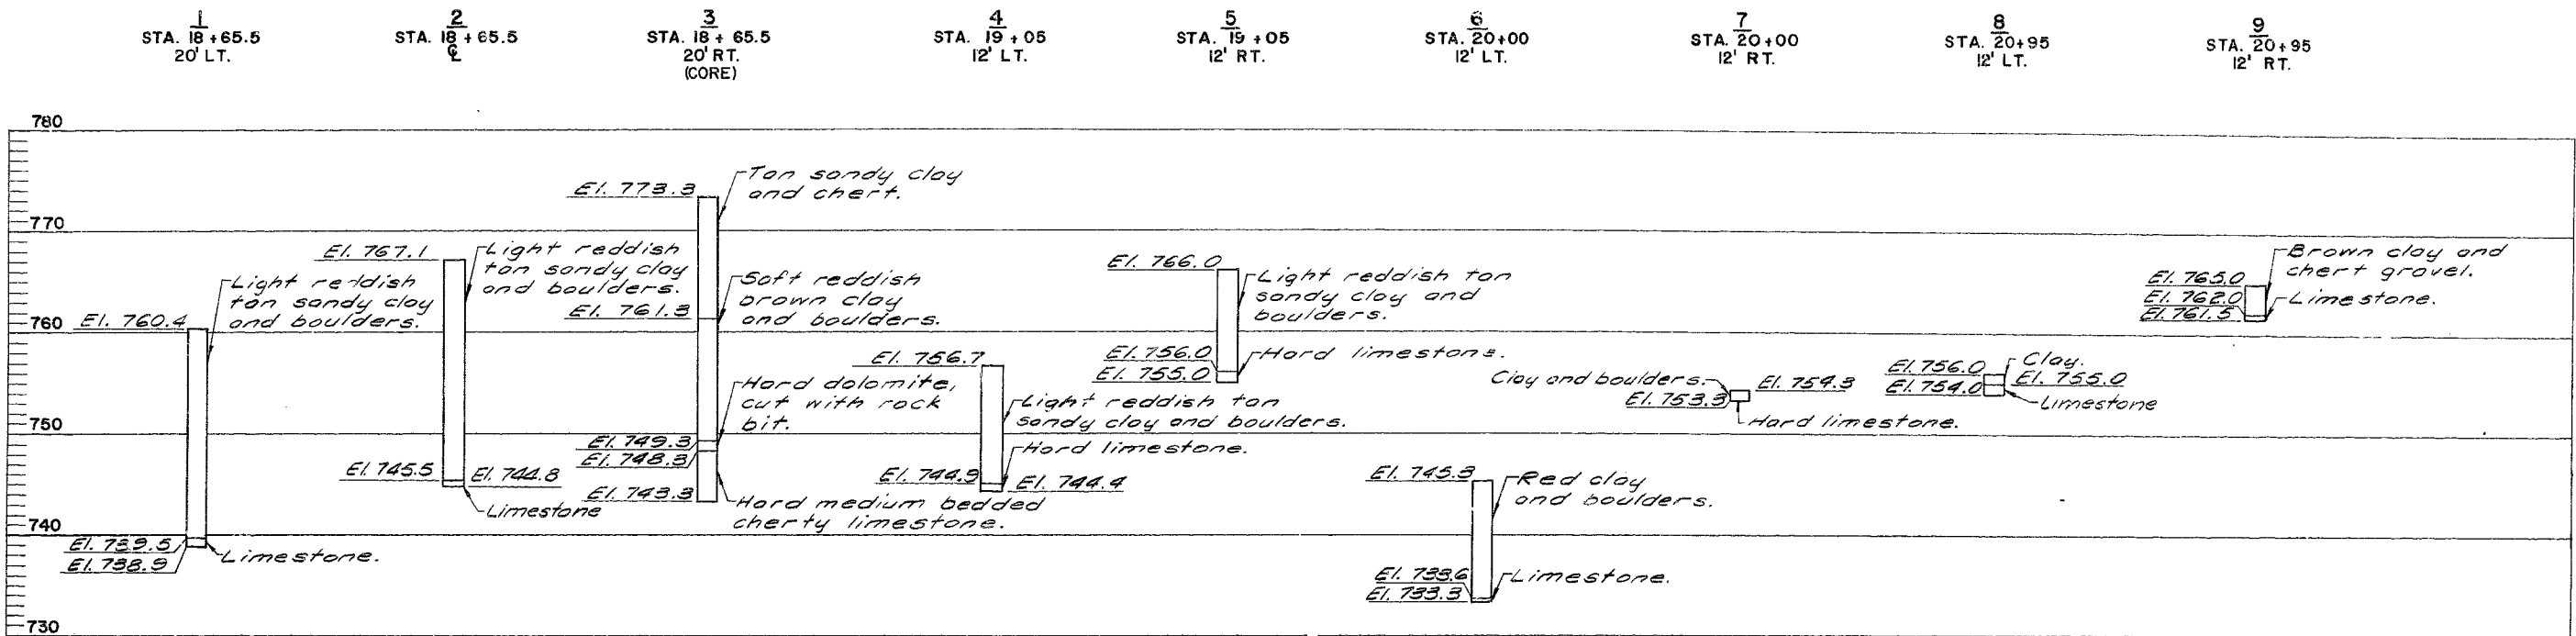 1
STA. 18+65.5
20' LT.
2
STA. 18+65.5
℄
3
STA. 18+65.5
20' RT.
(CORE)
4
STA. 19+05
12' LT.
5
STA. 19+05
12' RT.
6
STA. 20+00
12' LT.
7
STA. 20+00
12' RT.
8
STA. 20+95
12' LT.
9
STA. 20+95
12' RT.
780
770
760
750
740
730
El. 760.4
Light reddish
tan sandy clay
and boulders.
El. 739.5
El. 738.9
Limestone.
El. 767.1
Light reddish
tan sandy clay
and boulders.
El. 745.5
El. 744.8
Limestone
El. 773.3
Tan sandy clay
and chert.
El. 761.3
Soft reddish
brown clay
and boulders.
Hard dolomite,
cut with rock
bit.
El. 749.3
El. 748.3
El. 743.3
Hard medium bedded
cherty limestone.
El. 756.7
Light reddish tan
sandy clay and boulders.
Hard limestone.
El. 744.9
El. 744.4
El. 766.0
Light reddish tan
sandy clay and
boulders.
El. 756.0
El. 755.0
Hard limestone.
El. 745.3
Red clay
and boulders.
El. 733.6
El. 733.3
Limestone.
Clay and boulders.
El. 754.3
El. 753.3
Hard limestone.
El. 756.0
Clay.
El. 755.0
El. 754.0
Limestone
Brown clay and
chert gravel.
El. 765.0
El. 762.0
El. 761.5
Limestone.